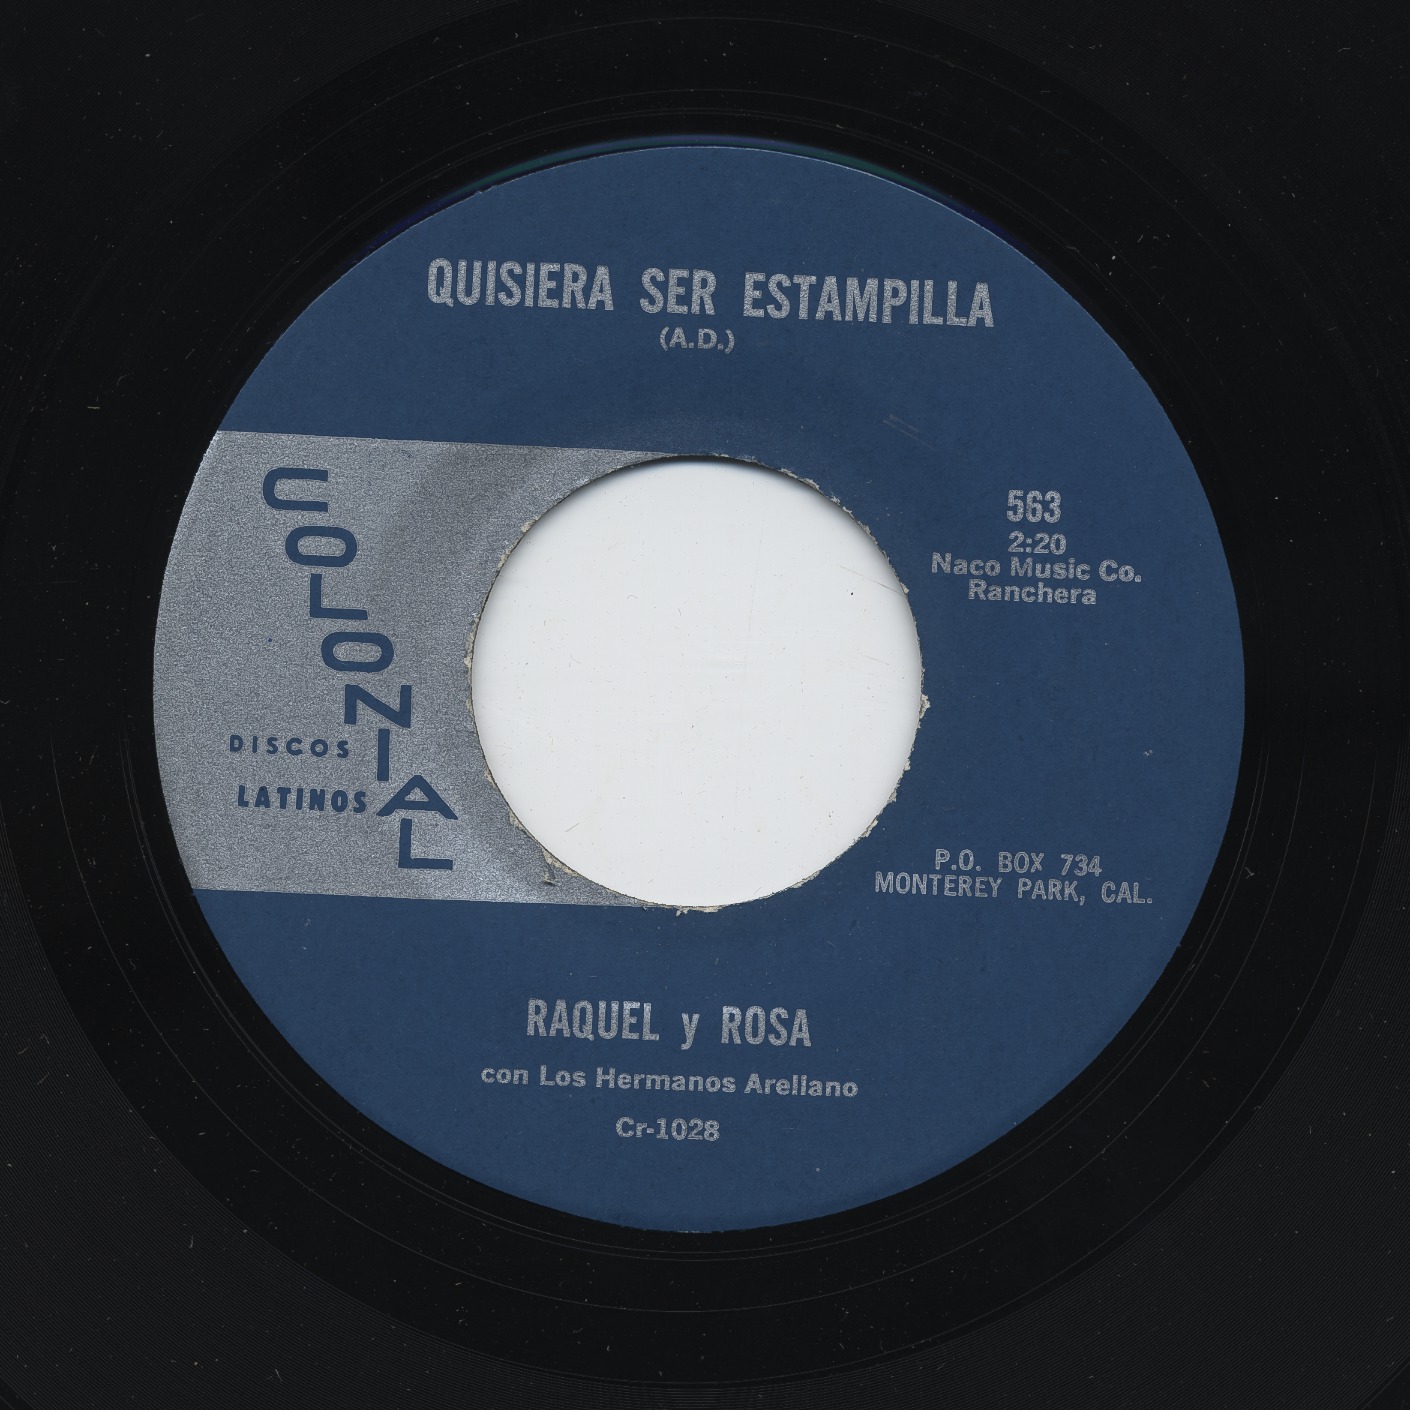 QUISIERA SER ESTAMPILLA
(A.D.)
COLONIAL
DISCOS
LATINOS
563
2:20
Naco Music Co.
Ranchera
P.O. BOX 734
MONTEREY PARK, CAL.
RAQUEL y ROSA
con Los Hermanos Arellano
Cr-1028